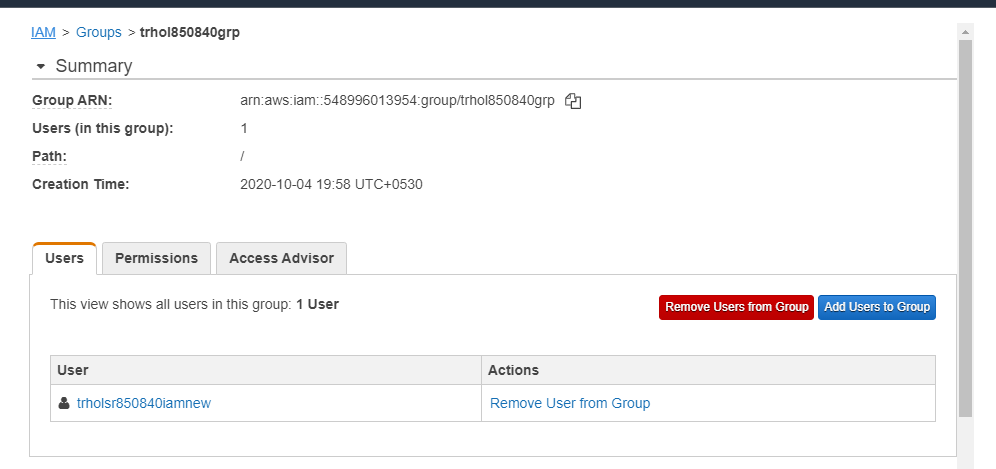 IAM > Groups > trhol850840grp
Summary
Group ARN: arn:aws:iam::548996013954:group/trhol850840grp
Users (in this group): 1
Path: /
Creation Time: 2020-10-04 19:58 UTC+0530
Users Permissions Access Advisor
This view shows all users in this group: 1 User Remove Users from Group Add Users to Group
User Actions
trholsr850840iamnew Remove User from Group